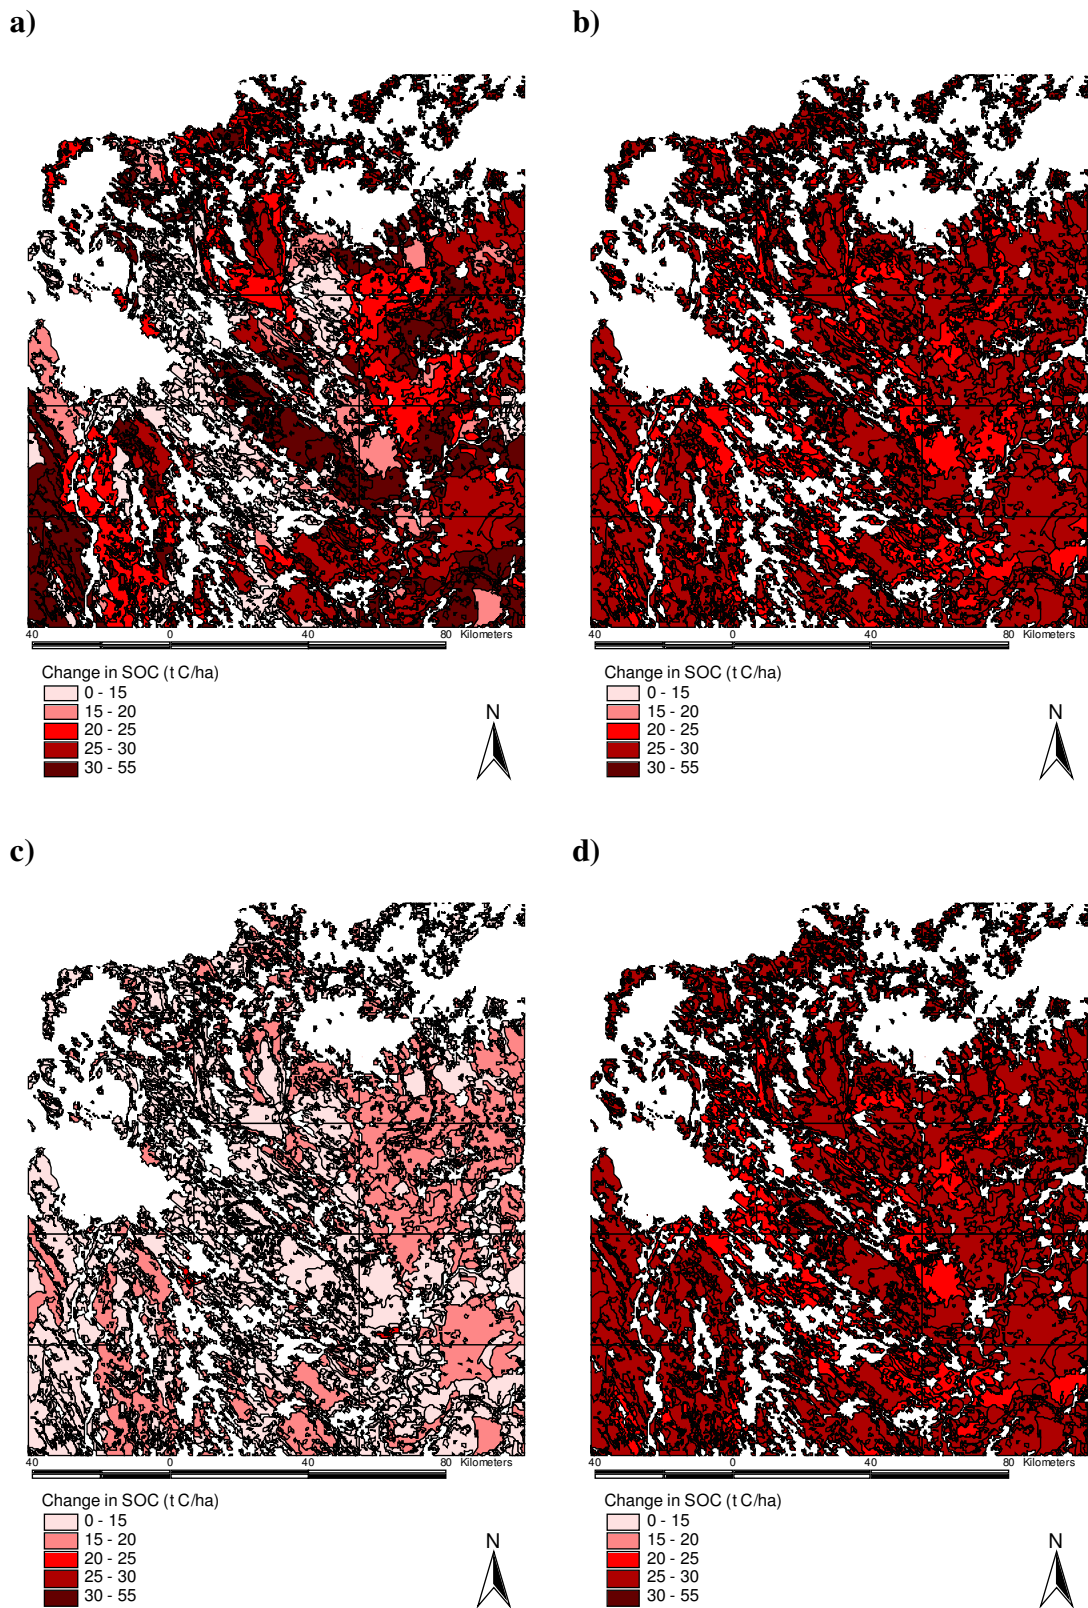 a)
b)
40 0 40 80 Kilometers
40 0 40 80 Kilometers
Change in SOC (t C/ha)
0 - 15
15 - 20
20 - 25
25 - 30
30 - 55
N
Change in SOC (t C/ha)
0 - 15
15 - 20
20 - 25
25 - 30
30 - 55
N
c)
d)
40 0 40 80 Kilometers
40 0 40 80 Kilometers
Change in SOC (t C/ha)
0 - 15
15 - 20
20 - 25
25 - 30
30 - 55
N
Change in SOC (t C/ha)
0 - 15
15 - 20
20 - 25
25 - 30
30 - 55
N